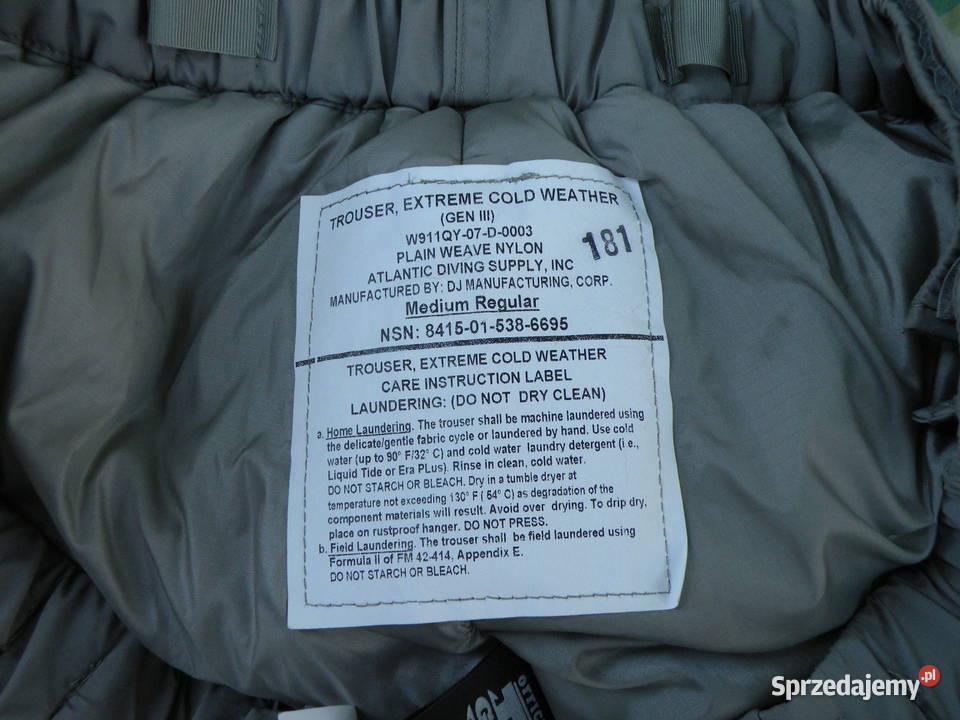 TROUSER, EXTREME COLD WEATHER
(GEN III)
W911QY-07-D-0003
181
PLAIN WEAVE NYLON
ATLANTIC DIVING SUPPLY, INC
MANUFACTURED BY: DJ MANUFACTURING, CORP.
Medium Regular
NSN: 8415-01-538-6695
TROUSER, EXTREME COLD WEATHER
CARE INSTRUCTION LABEL
LAUNDERING: (DO NOT DRY CLEAN)
a. Home Laundering. The trouser shall be machine laundered using
the delicate/gentle fabric cycle or laundered by hand. Use cold
water (up to 90° F/32° C) and cold water laundry detergent (i.e.,
Liquid Tide or Era PLus). Rinse in clean, cold water.
DO NOT STARCH OR BLEACH. Dry in a tumble dryer at
temperature not exceeding 130° F ( 54° C) as degradation of the
component materials will result. Avoid over drying. To drip dry,
place on rustproof hanger. DO NOT PRESS.
b. Field Laundering. The trouser shall be field laundered using
Formula II of FM 42-414, Appendix E.
DO NOT STARCH OR BLEACH.
Sprzedajemy.pl